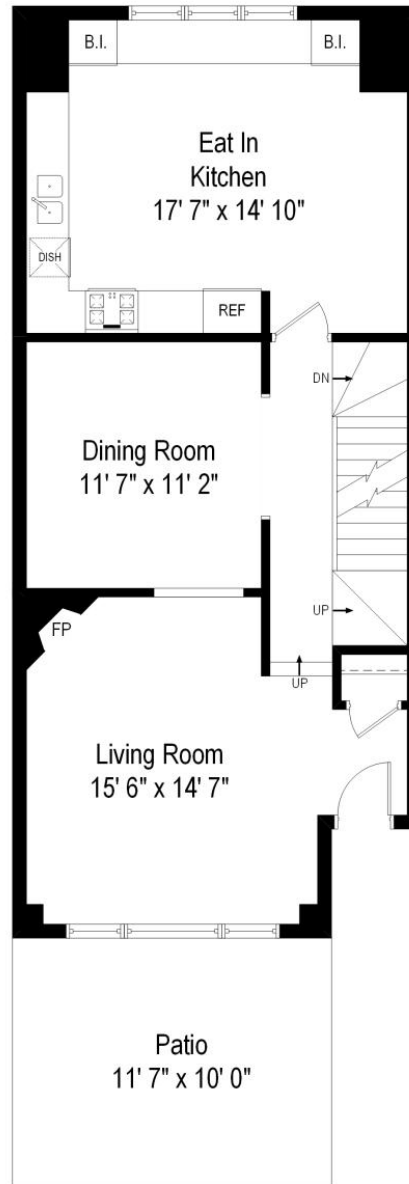 B.I.
B.I.
Eat In
Kitchen
17' 7" x 14' 10"
DISH
REF
DN
Dining Room
11' 7" x 11' 2"
UP
FP
UP
Living Room
15' 6" x 14' 7"
Patio
11' 7" x 10' 0"